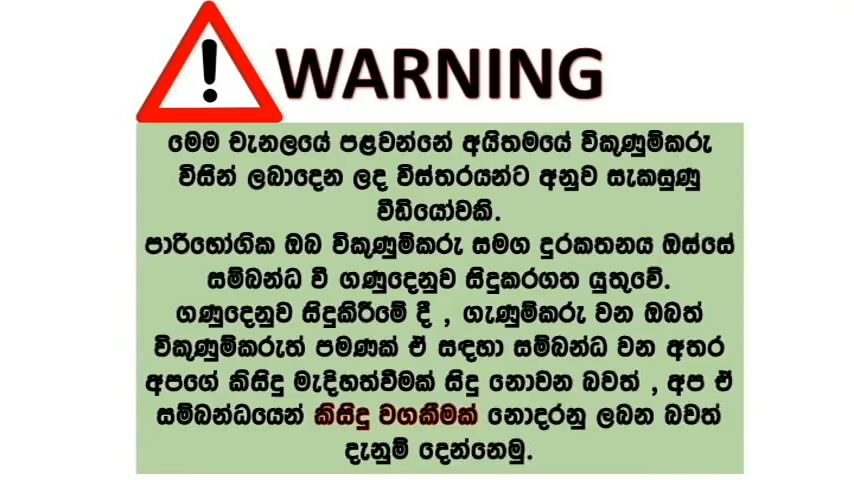 WARNING
මෙම චැනලයේ පළවන්නේ අයිතමයේ විකුණුම්කරු
විසින් ලබාදෙන ලද විස්තරයන්ට අනුව සැකසුණු
වීඩියෝවකි.
පාරිභෝගික ඔබ විකුණුම්කරු සමග දුරකතනය ඔස්සේ
සම්බන්ධ වී ගණුදෙනුව සිදුකරගත යුතුවේ.
ගණුදෙනුව සිදුකිරීමේ දී , ගැණුම්කරු වන ඔබත්
විකුණුම්කරුත් පමණක් ඒ සඳහා සම්බන්ධ වන අතර
අපගේ කිසිදු මැදිහත්වීමක් සිදු නොවන බවත් , අප ඒ
සම්බන්ධයෙන් කිසිදු වගකීමක් නොදරනු ලබන බවත්
දැනුම් දෙන්නෙමු.